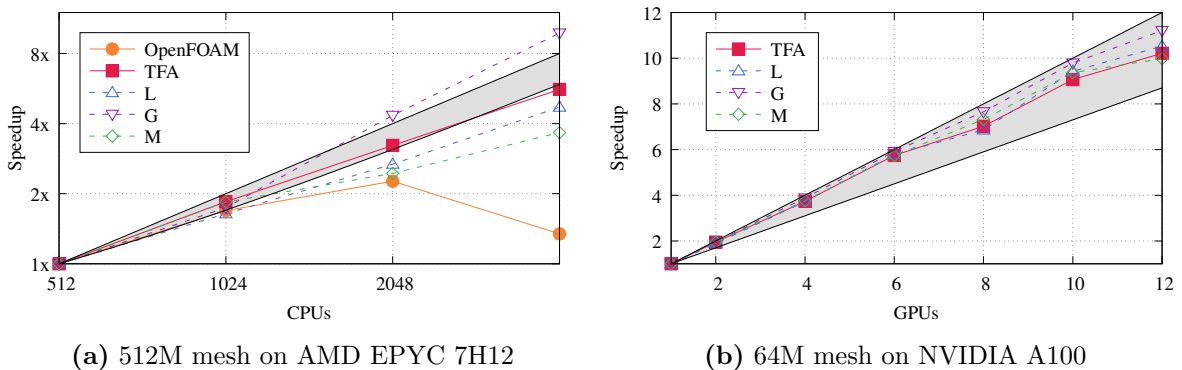 8x
4x
2x
1x
Speedup
OpenFOAM
TFA
L
G
M
512
1024
2048
CPUs
(a) 512M mesh on AMD EPYC 7H12
12
10
8
6
4
2
Speedup
TFA
L
G
M
2
4
6
8
10
12
GPUs
(b) 64M mesh on NVIDIA A100